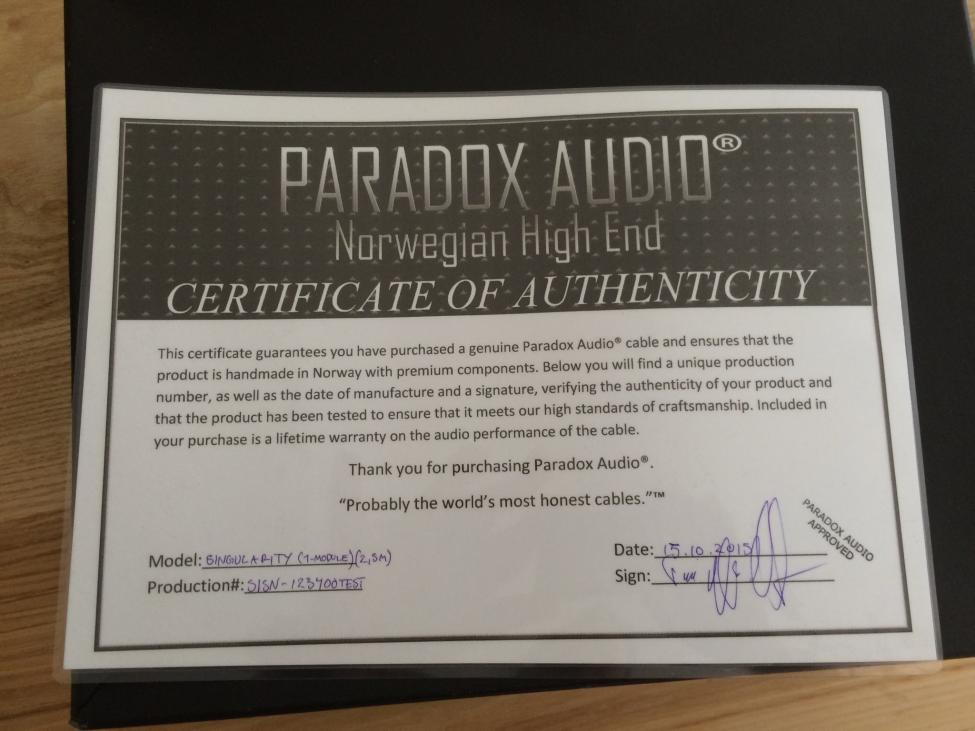 PARADOX AUDIO®
Norwegian High End
CERTIFICATE OF AUTHENTICITY
This certificate guarantees you have purchased a genuine Paradox Audio® cable and ensures that the
product is handmade in Norway with premium components. Below you will find a unique production
number, as well as the date of manufacture and a signature, verifying the authenticity of your product and
that the product has been tested to ensure that it meets our high standards of craftsmanship. Included in
your purchase is a lifetime warranty on the audio performance of the cable.
Thank you for purchasing Paradox Audio®.
“Probably the world’s most honest cables.”™
Model: SINGULARITY (1-MODULE)(2,5M)
Production#: SISN-123700TEST
Date: 15.10.2015
Sign:
PARADOX AUDIO
APPROVED